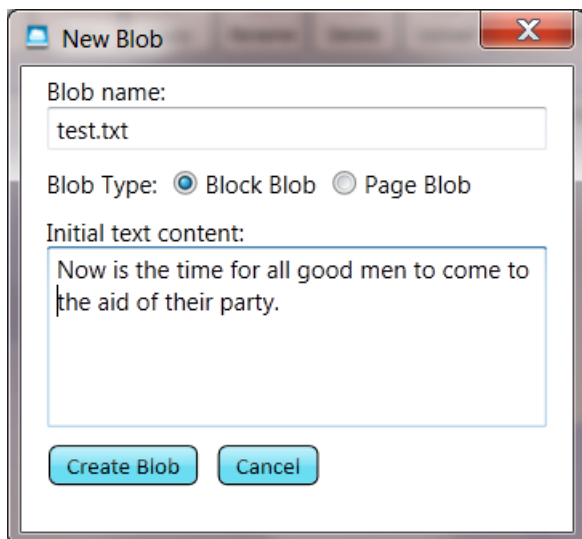 New Blob
Blob name:
test.txt
Blob Type: Block Blob Page Blob
Initial text content:
Now is the time for all good men to come to
the aid of their party.
Create Blob Cancel